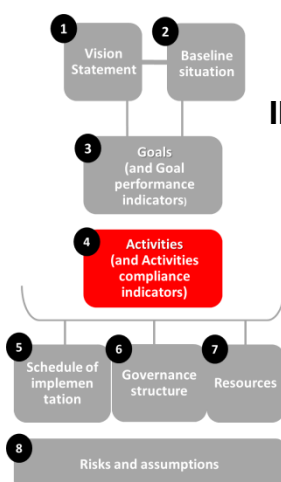 1
Vision
Statement
2
Baseline
situation
3
Goals
(and Goal
performance
indicators)
4
Activities
(and Activities
compliance
indicators)
5
Schedule of
implemen
tation
6
Governance
structure
7
Resources
8
Risks and assumptions